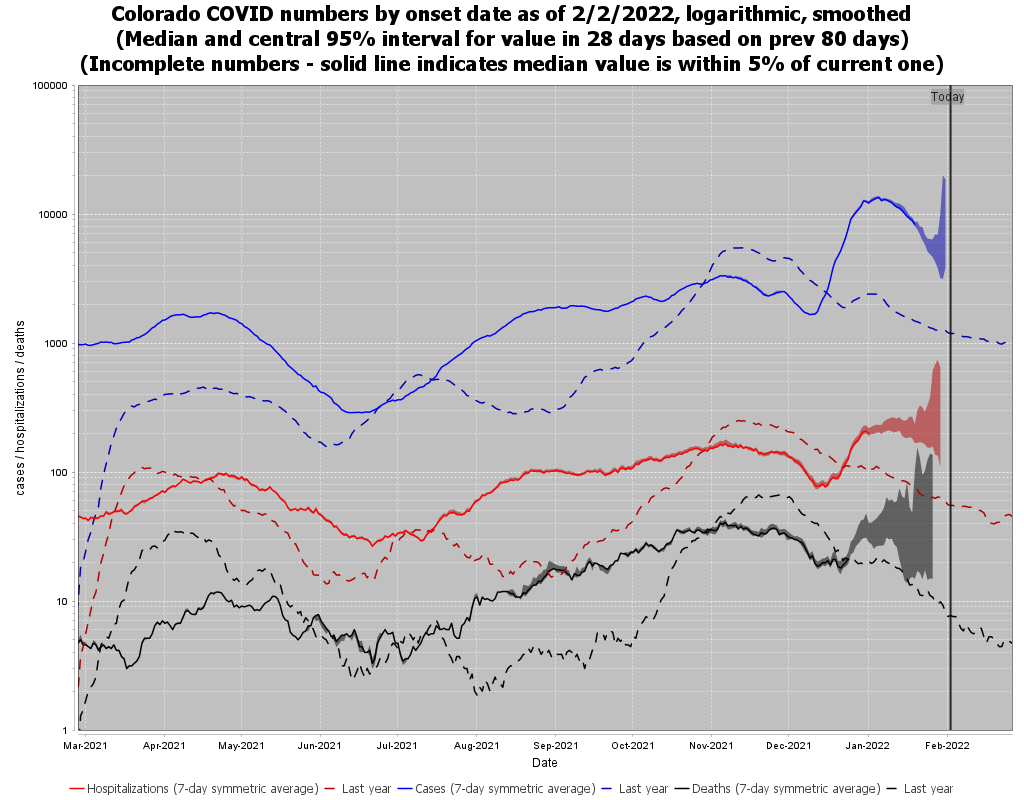 Colorado COVID numbers by onset date as of 2/2/2022, logarithmic, smoothed
(Median and central 95% interval for value in 28 days based on prev 80 days)
(Incomplete numbers - solid line indicates median value is within 5% of current one)
Today
100000
10000
1000
100
10
1
cases / hospitalizations / deaths
Mar-2021 Apr-2021 May-2021 Jun-2021 Jul-2021 Aug-2021 Sep-2021 Oct-2021 Nov-2021 Dec-2021 Jan-2022 Feb-2022
Date
Hospitalizations (7-day symmetric average) Last year Cases (7-day symmetric average) Last year Deaths (7-day symmetric average) Last year